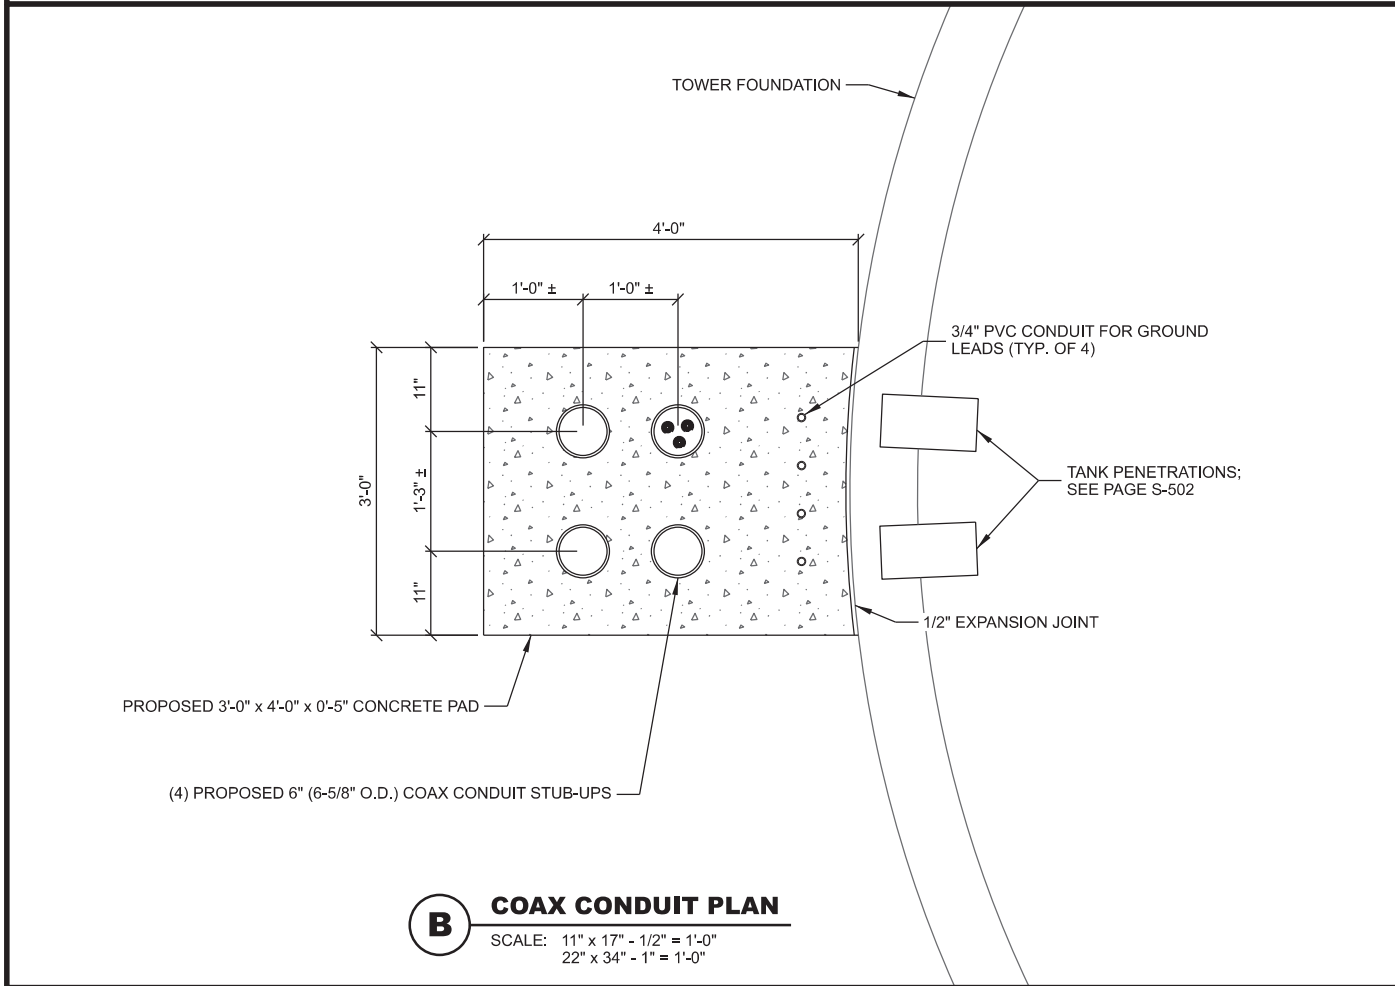 TOWER FOUNDATION
4'-0"
1'-0" ±
1'-0" ±
3/4" PVC CONDUIT FOR GROUND
LEADS (TYP. OF 4)
11"
3'-0"
1'-3" ±
11"
TANK PENETRATIONS;
SEE PAGE S-502
1/2" EXPANSION JOINT
PROPOSED 3'-0" x 4'-0" x 0'-5" CONCRETE PAD
(4) PROPOSED 6" (6-5/8" O.D.) COAX CONDUIT STUB-UPS
B
COAX CONDUIT PLAN
SCALE: 11" x 17" - 1/2" = 1'-0"
22" x 34" - 1" = 1'-0"